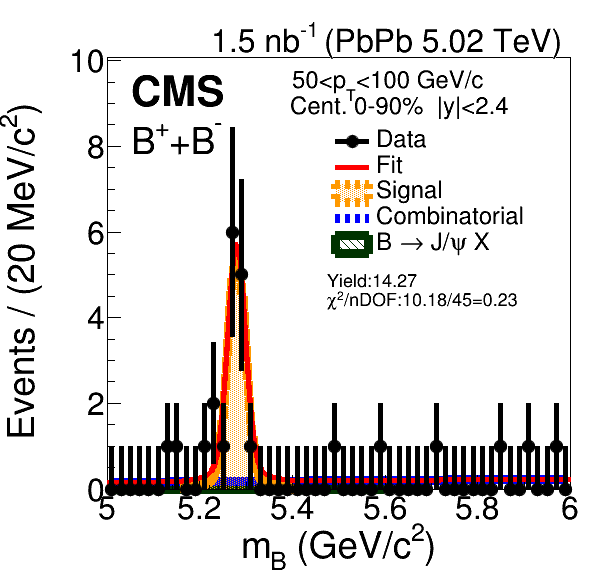 1.5 nb⁻¹ (PbPb 5.02 TeV)
CMS
B⁺+B⁻
50<p_T<100 GeV/c
Cent. 0-90% |y|<2.4
Data
Fit
Signal
Combinatorial
B → J/ψ X
Yield:14.27
χ²/nDOF:10.18/45=0.23
Events / (20 MeV/c²)
10
8
6
4
2
0
5 5.2 5.4 5.6 5.8 6
m_B (GeV/c²)